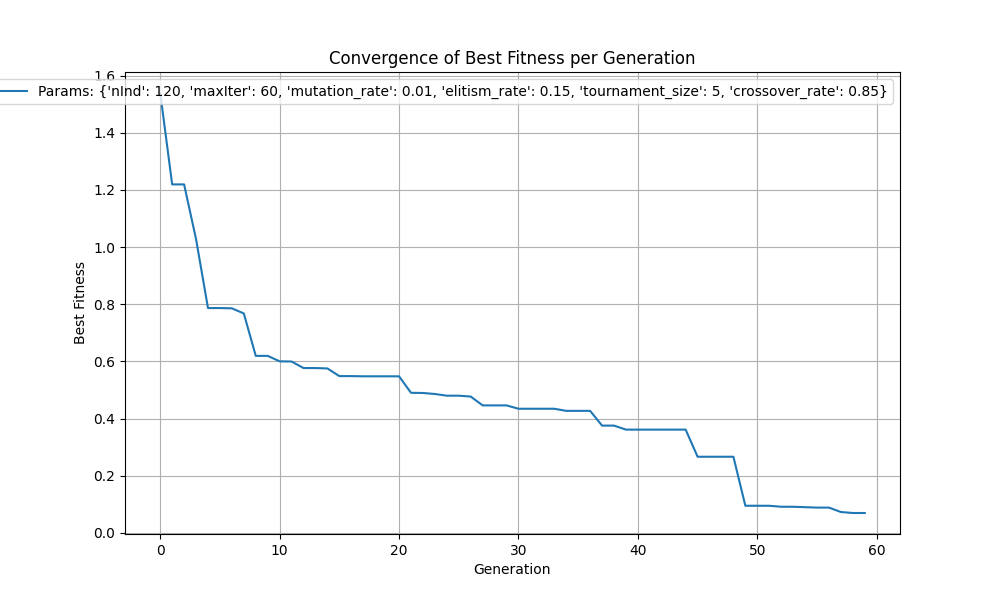 Convergence of Best Fitness per Generation
Params: {'nInd': 120, 'maxIter': 60, 'mutation_rate': 0.01, 'elitism_rate': 0.15, 'tournament_size': 5, 'crossover_rate': 0.85}
1.6
1.4
1.2
1.0
0.8
0.6
0.4
0.2
0.0
Best Fitness
0 10 20 30 40 50 60
Generation